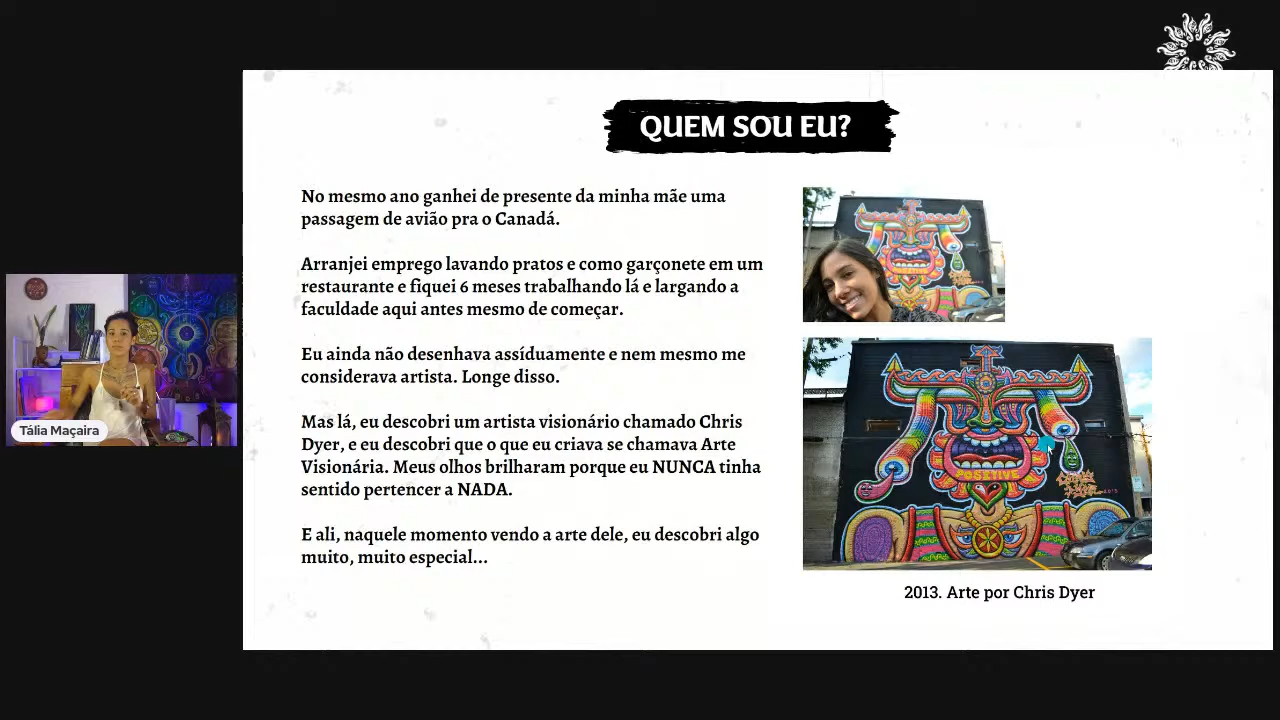 QUEM SOU EU?
No mesmo ano ganhei de presente da minha mãe uma
passagem de avião pra o Canadá.
Arranjei emprego lavando pratos e como garçonete em um
restaurante e fiquei 6 meses trabalhando lá e largando a
faculdade aqui antes mesmo de começar.
Eu ainda não desenhava assíduamente e nem mesmo me
considerava artista. Longe disso.
Mas lá, eu descobri um artista visionário chamado Chris
Dyer, e eu descobri que o que eu criava se chamava Arte
Visionária. Meus olhos brilharam porque eu NUNCA tinha
sentido pertencer a NADA.
E ali, naquele momento vendo a arte dele, eu descobri algo
muito, muito especial...
POSETIVE
2013. Arte por Chris Dyer
Tália Maçaira